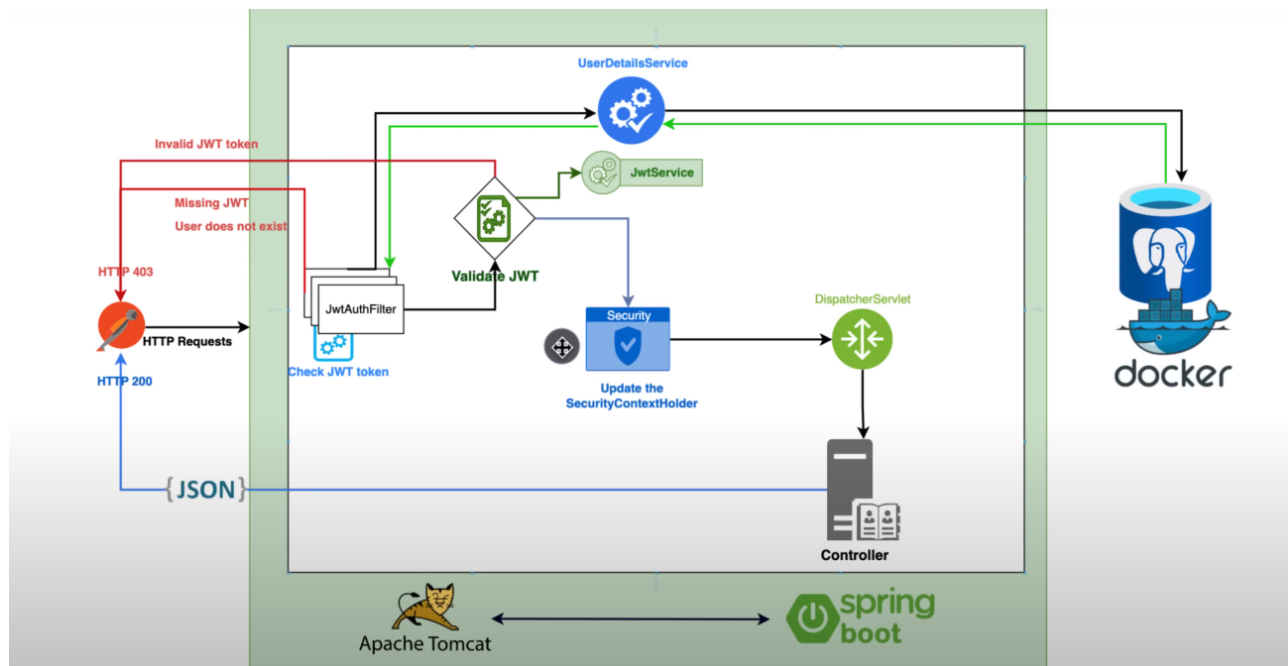 UserDetailsService
Invalid JWT token
JwtService
Missing JWT
User does not exist
Validate JWT
HTTP 403
JwtAuthFilter
DispatcherServlet
Security
HTTP Requests
Check JWT token
HTTP 200
Update the
SecurityContextHolder
docker
{JSON}
Controller
Apache Tomcat
spring
boot